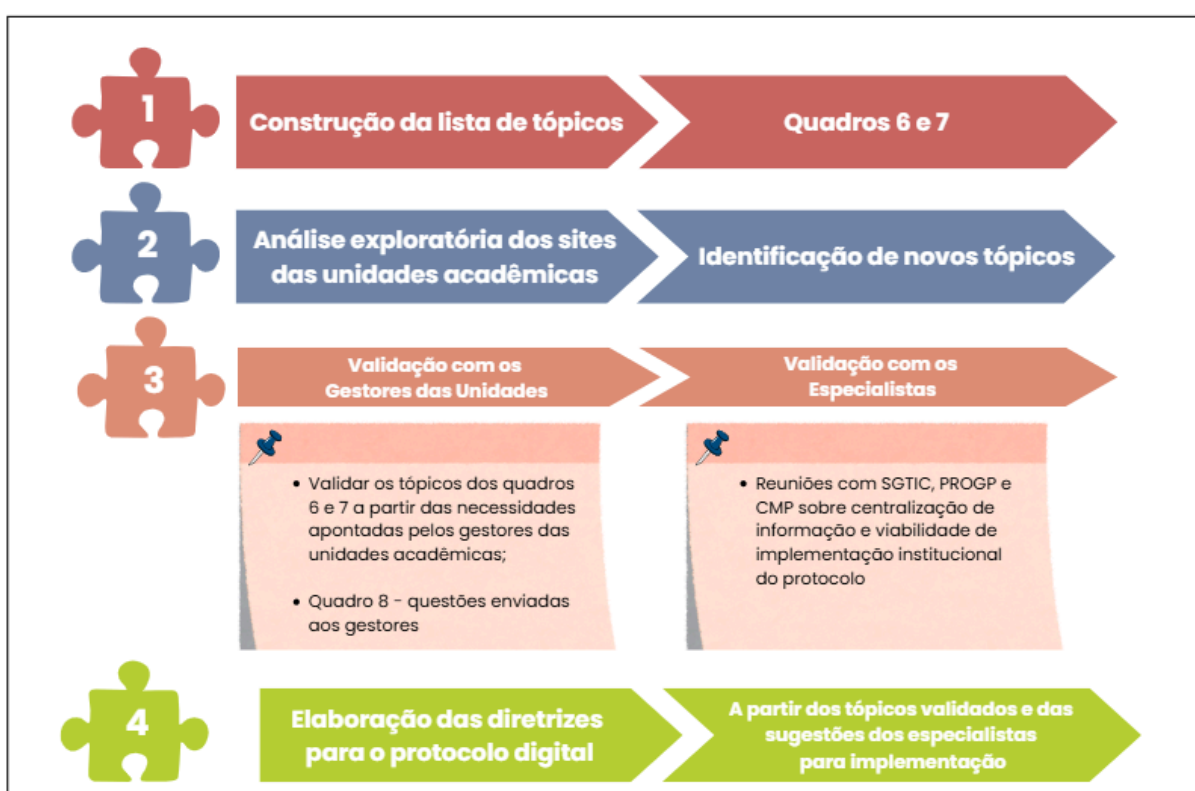 1
Construção da lista de tópicos
Quadros 6 e 7
2
Análise exploratória dos sites
das unidades acadêmicas
Identificação de novos tópicos
3
Validação com os
Gestores das Unidades
Validação com os
Especialistas
• Validar os tópicos dos quadros
6 e 7 a partir das necessidades
apontadas pelos gestores das
unidades acadêmicas;
• Quadro 8 - questões enviadas
aos gestores
• Reuniões com SGTIC, PROGP e
CMP sobre centralização de
informação e viabilidade de
implementação institucional
do protocolo
4
Elaboração das diretrizes
para o protocolo digital
A partir dos tópicos validados e das
sugestões dos especialistas
para implementação